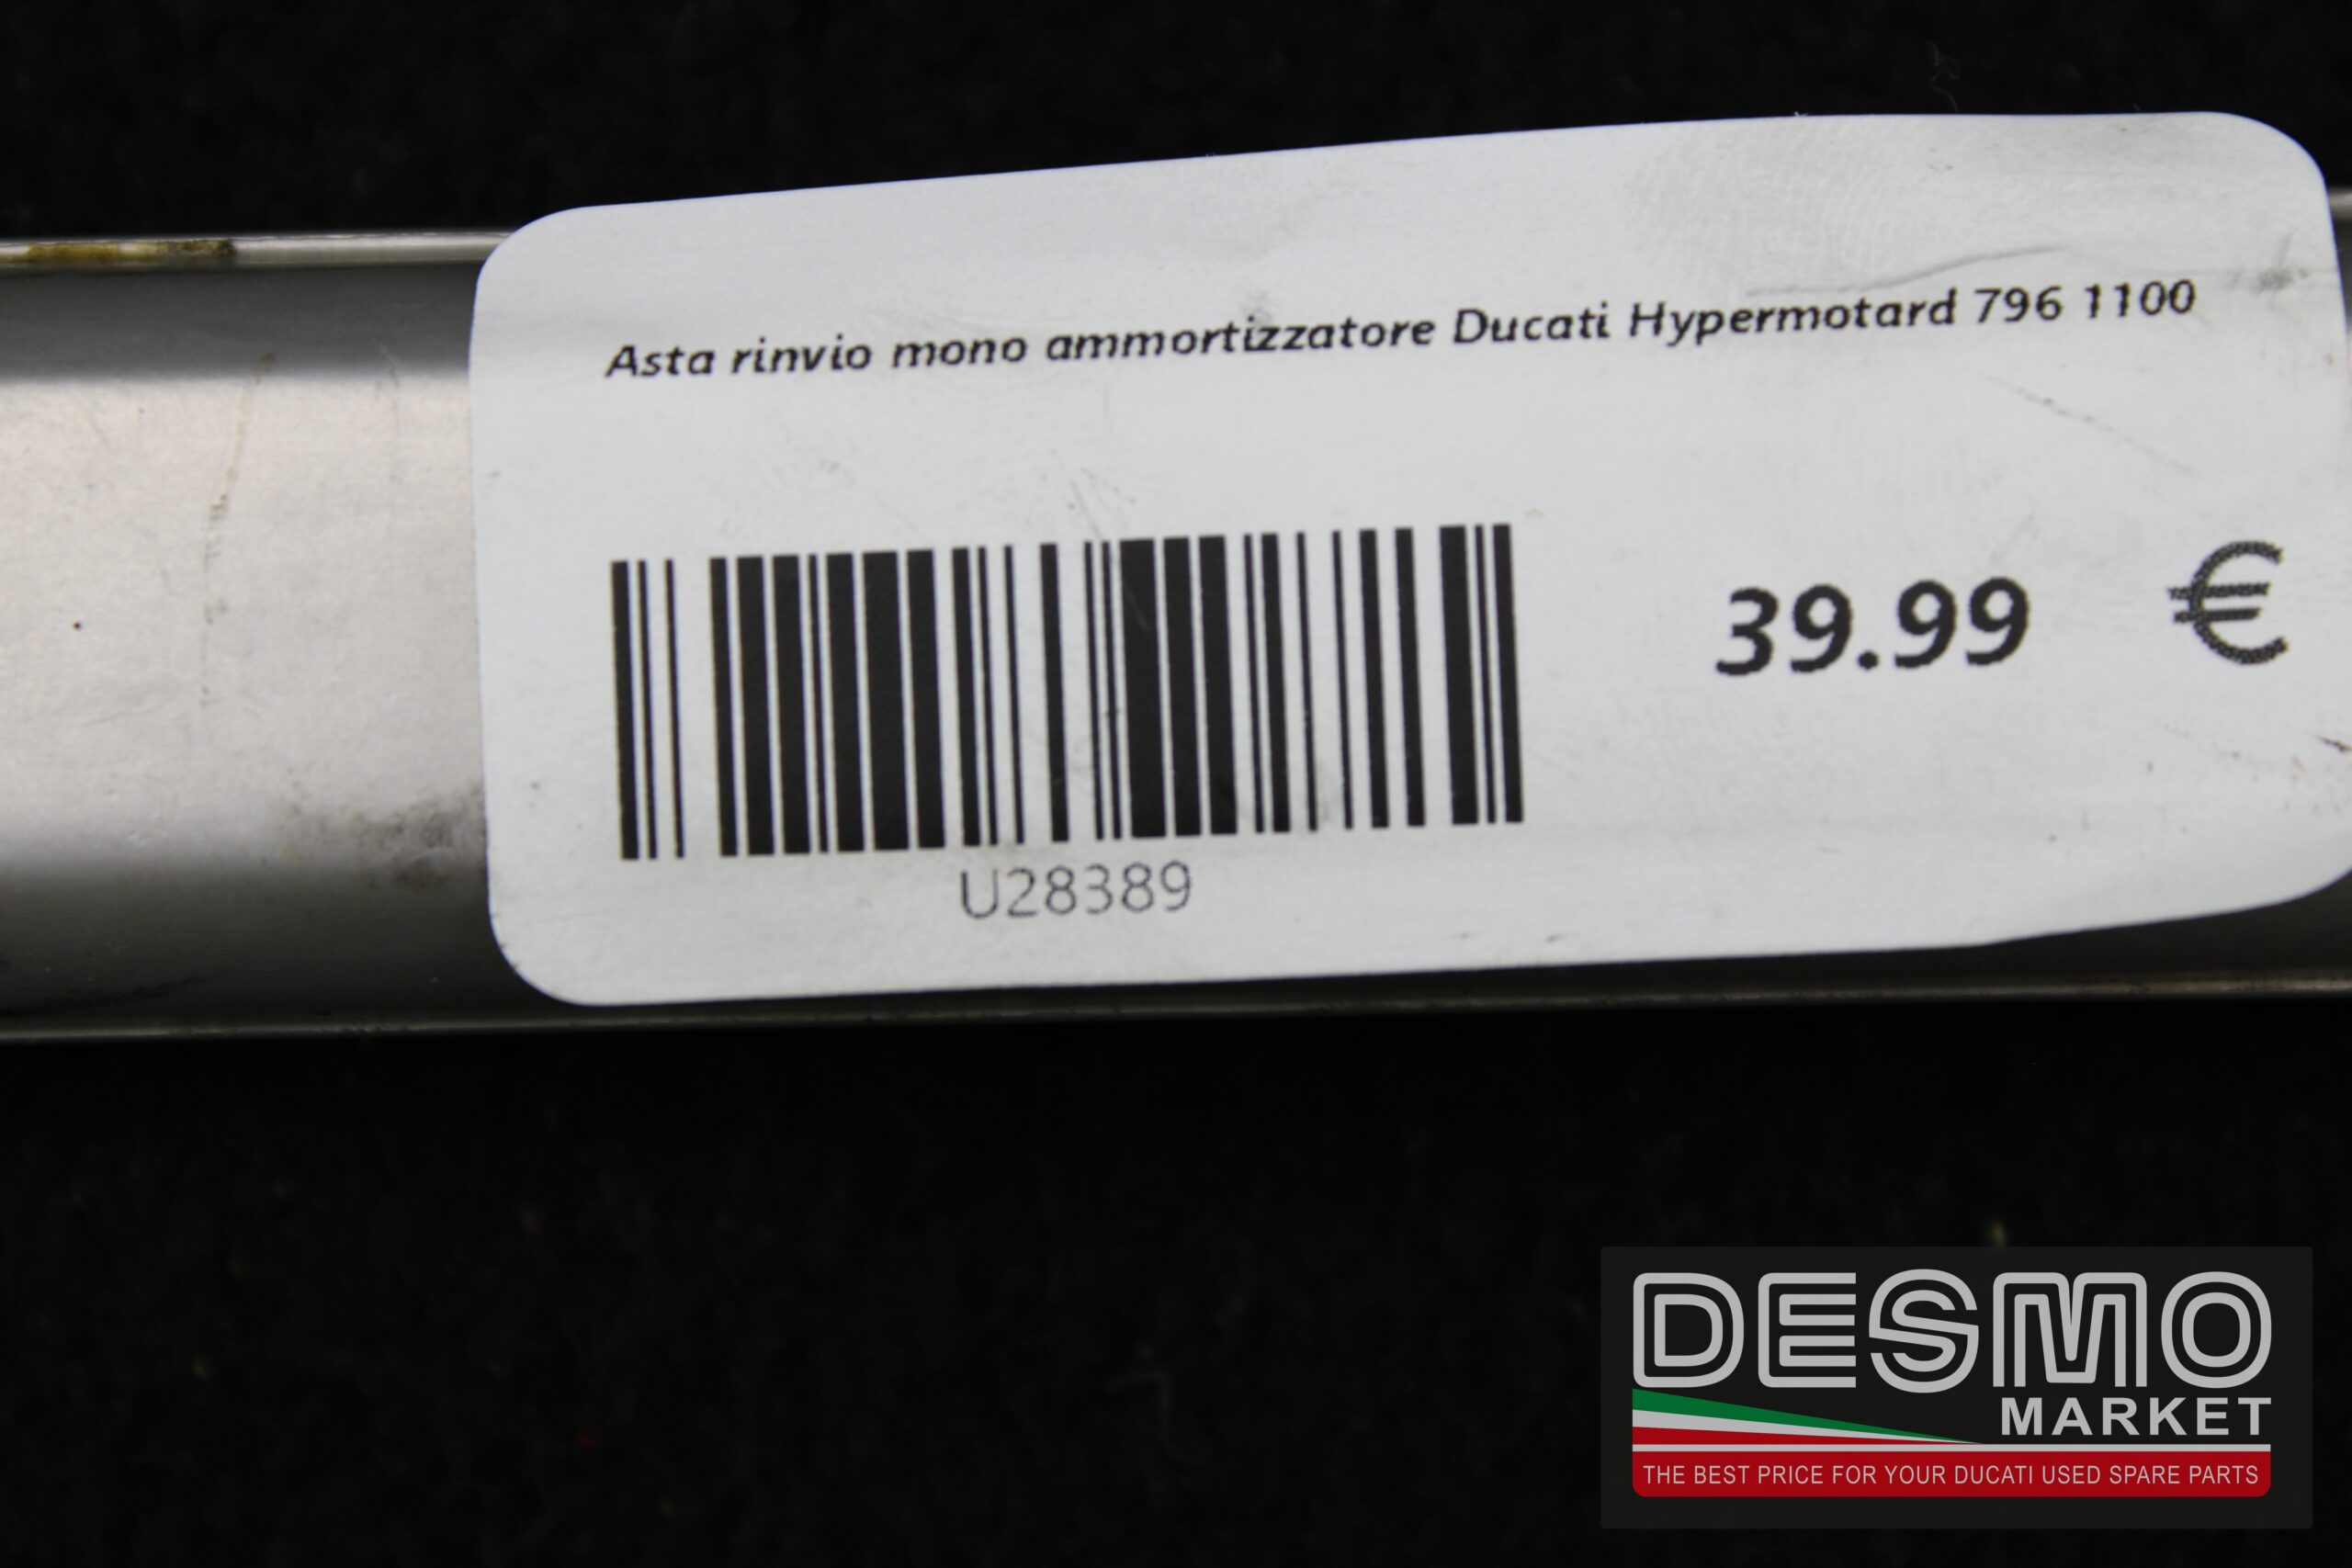 Asta rinvio mono ammortizzatore Ducati Hypermotard 796 1100
39.99 €
U28389
DESMO
MARKET
THE BEST PRICE FOR YOUR DUCATI USED SPARE PARTS